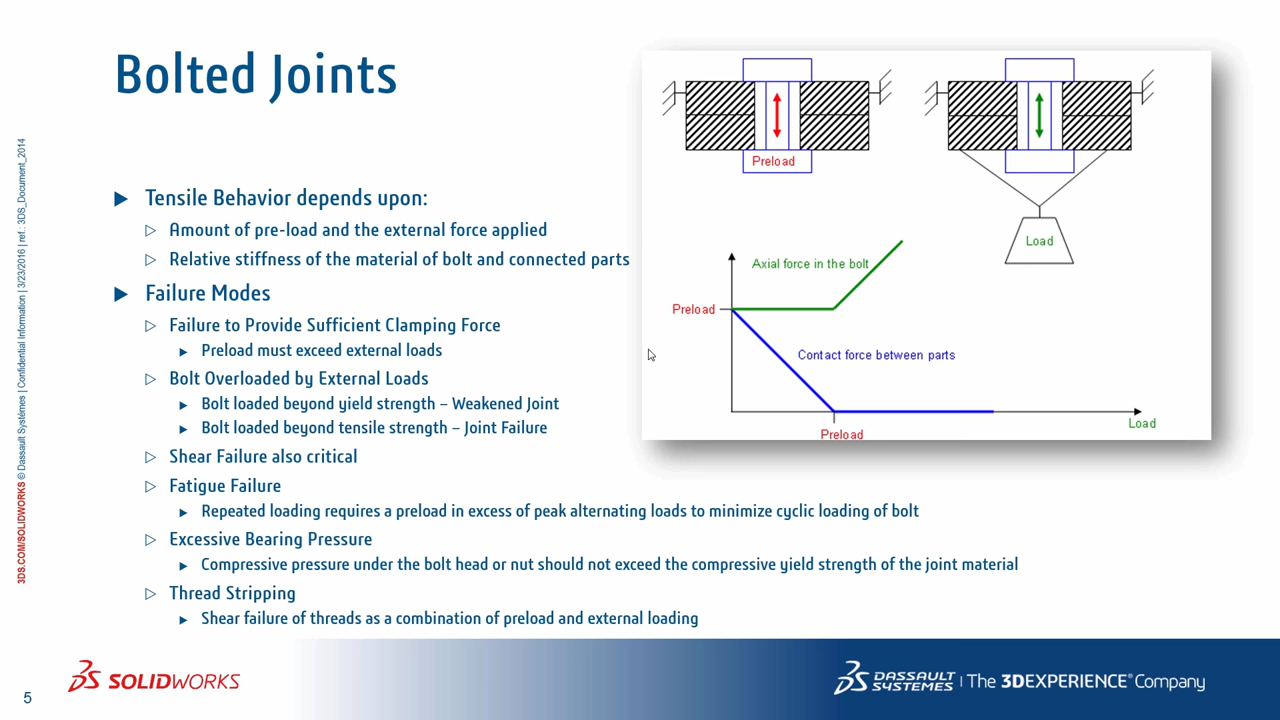 Bolted Joints
Tensile Behavior depends upon:
Amount of pre-load and the external force applied
Relative stiffness of the material of bolt and connected parts
Failure Modes
Failure to Provide Sufficient Clamping Force
Preload must exceed external loads
Bolt Overloaded by External Loads
Bolt loaded beyond yield strength – Weakened Joint
Bolt loaded beyond tensile strength – Joint Failure
Shear Failure also critical
Fatigue Failure
Repeated loading requires a preload in excess of peak alternating loads to minimize cyclic loading of bolt
Excessive Bearing Pressure
Compressive pressure under the bolt head or nut should not exceed the compressive yield strength of the joint material
Thread Stripping
Shear failure of threads as a combination of preload and external loading
Preload
Load
Axial force in the bolt
Preload
Contact force between parts
Preload
Load
3DS.COM/SOLIDWORKS © Dassault Systèmes | Confidential Information | 3/23/2016 | ref.: 3DS_Document_2014
5
SOLIDWORKS
DASSAULT SYSTEMES | The 3DEXPERIENCE® Company